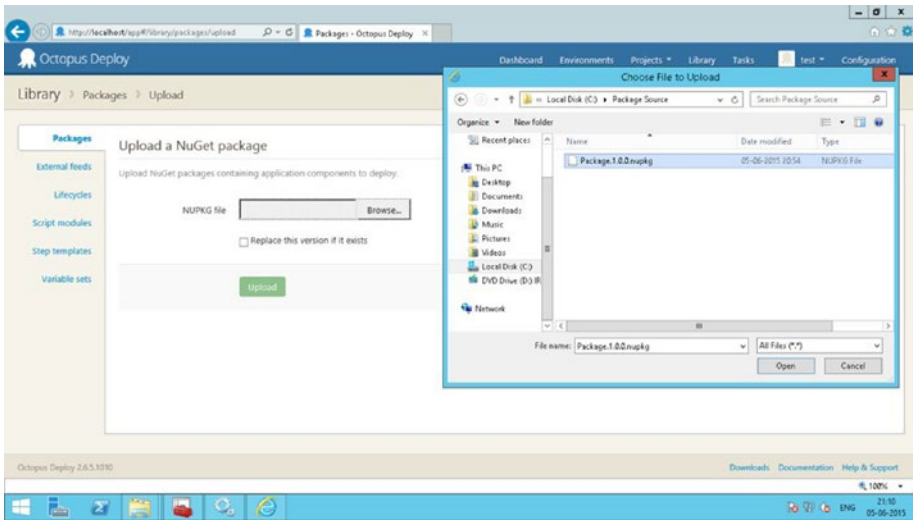 http://localhost/app#/library/packages/upload
Packages - Octopus Deploy
Octopus Deploy
Dashboard Environments Projects Library Tasks test Configuration
Library > Packages > Upload
Packages
External feeds
Lifecycles
Script modules
Step templates
Variable sets
Upload a NuGet package
Upload NuGet packages containing application components to deploy.
NUPKG file Browse...
Replace this version if it exists
Upload
Choose File to Upload
Local Disk (C:) Package Source
Search Package Source
Organize New folder
Recent places
This PC
Desktop
Documents
Downloads
Music
Pictures
Videos
Local Disk (C:)
DVD Drive (D:) IR
Network
Name Date modified Type
Package.1.0.0.nupkg 05-06-2015 20:54 NUPKG File
File name: Package.1.0.0.nupkg All Files (*.*)
Open Cancel
Octopus Deploy 2.6.5.1010
Downloads Documentation Help & Support
100%
ENG 21:10
05-06-2015